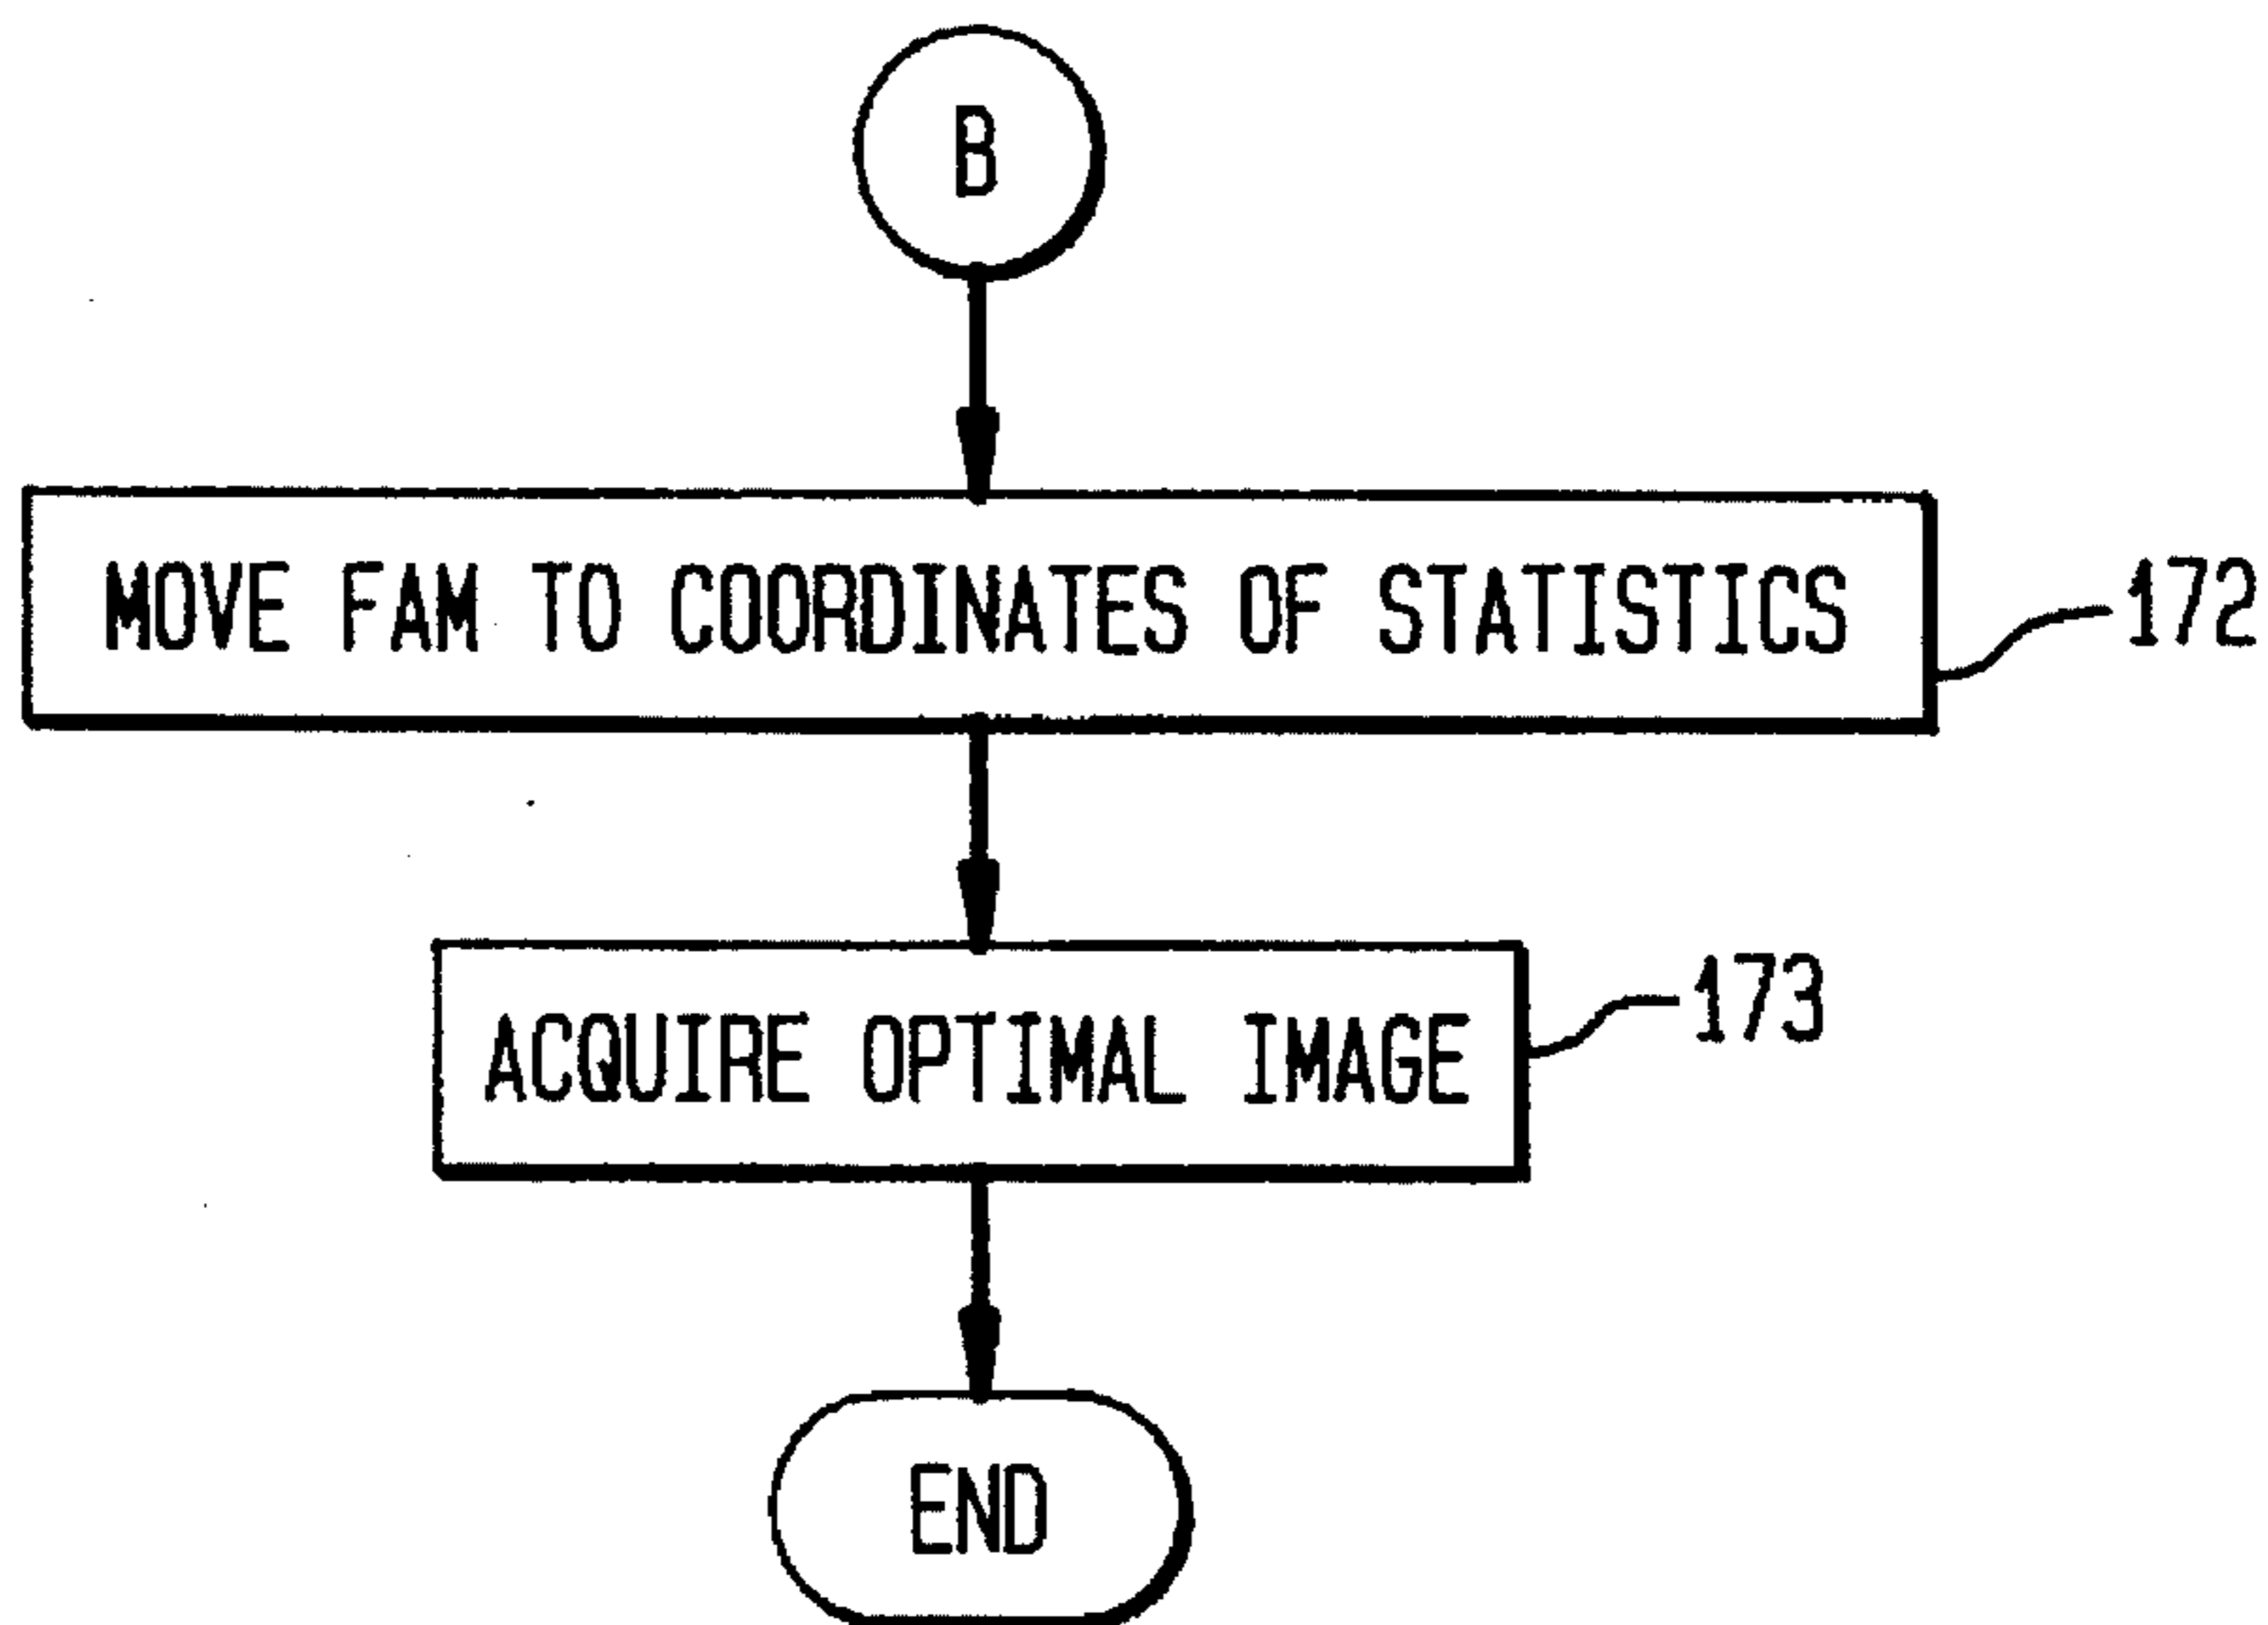 B
MOVE FAM TO COORDINATES OF STATISTICS
172
ACQUIRE OPTIMAL IMAGE
173
END